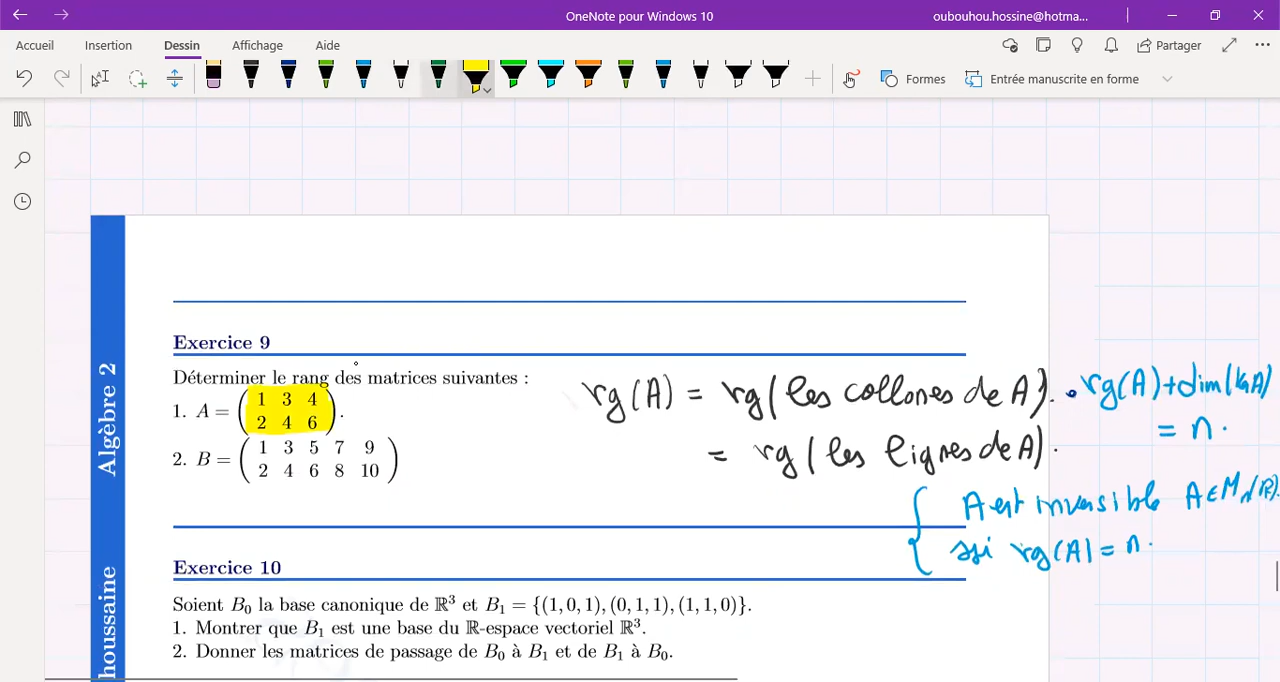 OneNote pour Windows 10
oubouhou.hossine@hotma...
Accueil Insertion Dessin Affichage Aide
Partager
Formes Entrée manuscrite en forme
Algèbre 2
houssaine
Exercice 9
Déterminer le rang des matrices suivantes :
1. A = ( 1 3 4
2 4 6 ).
2. B = ( 1 3 5 7 9
2 4 6 8 10 )
rg(A) = rg(les collones de A).
= rg(les lignes de A).
• rg(A)+dim(ker A)
= n.
{ A est inversible A∈Mn(R).
ssi rg(A) = n.
Exercice 10
Soient B₀ la base canonique de ℝ³ et B₁ = {(1, 0, 1), (0, 1, 1), (1, 1, 0)}.
1. Montrer que B₁ est une base du ℝ-espace vectoriel ℝ³.
2. Donner les matrices de passage de B₀ à B₁ et de B₁ à B₀.